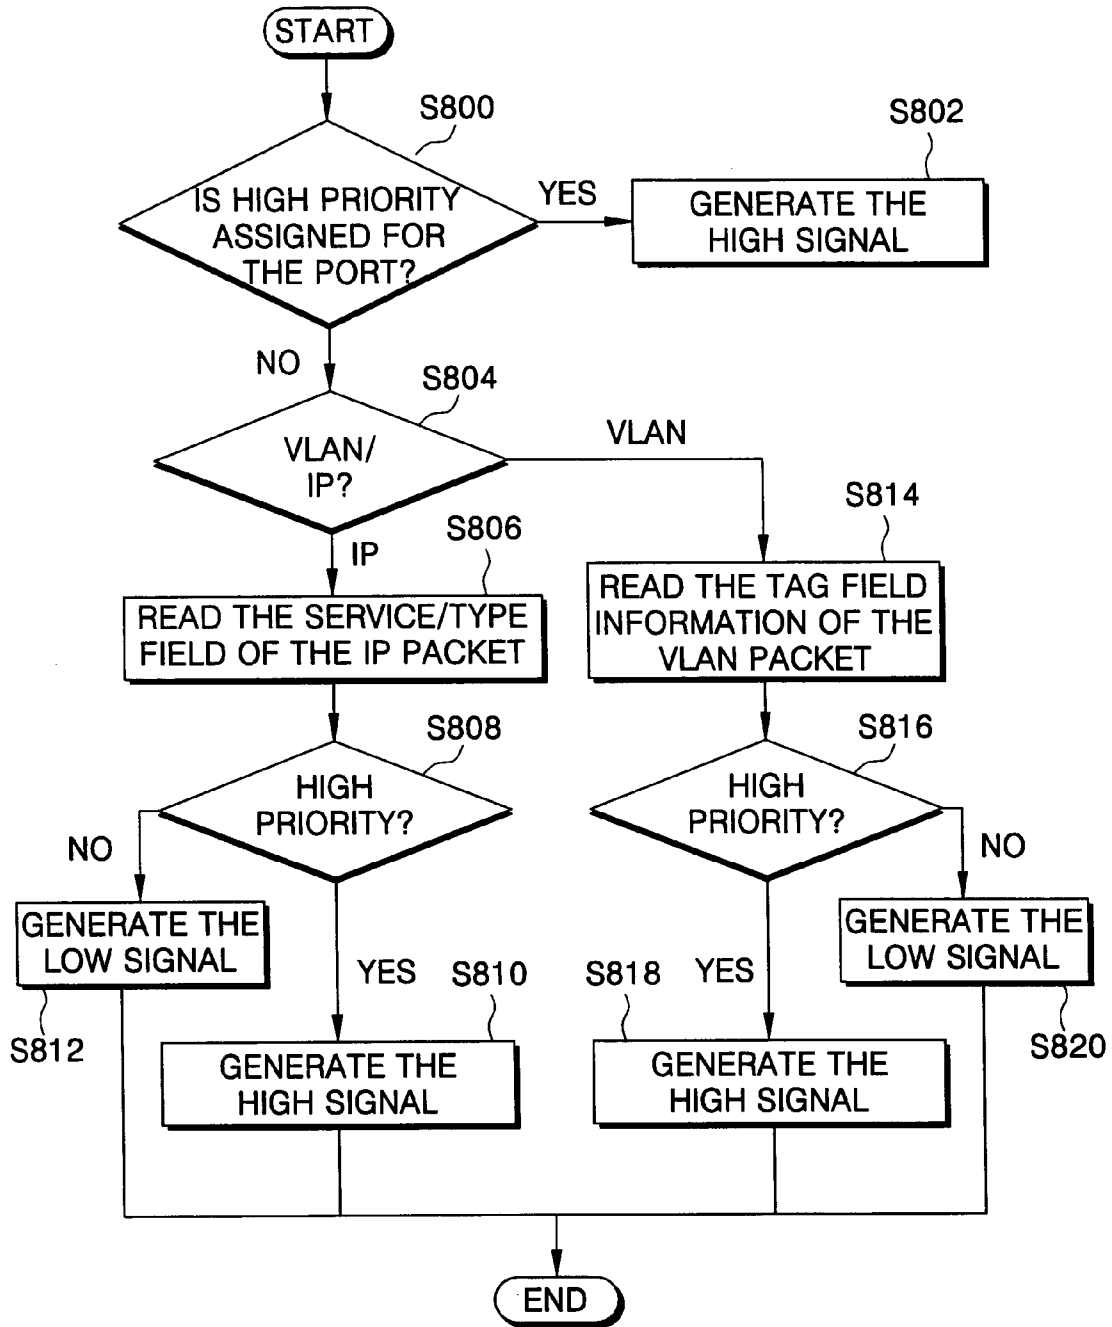 START
S800
IS HIGH PRIORITY
ASSIGNED FOR
THE PORT?
YES
S802
GENERATE THE
HIGH SIGNAL
NO
S804
VLAN/
IP?
VLAN
IP
S806
READ THE SERVICE/TYPE
FIELD OF THE IP PACKET
S814
READ THE TAG FIELD
INFORMATION OF THE
VLAN PACKET
S808
HIGH
PRIORITY?
S816
HIGH
PRIORITY?
NO
GENERATE THE
LOW SIGNAL
S812
YES
S810
GENERATE THE
HIGH SIGNAL
S818
YES
GENERATE THE
HIGH SIGNAL
NO
GENERATE THE
LOW SIGNAL
S820
END